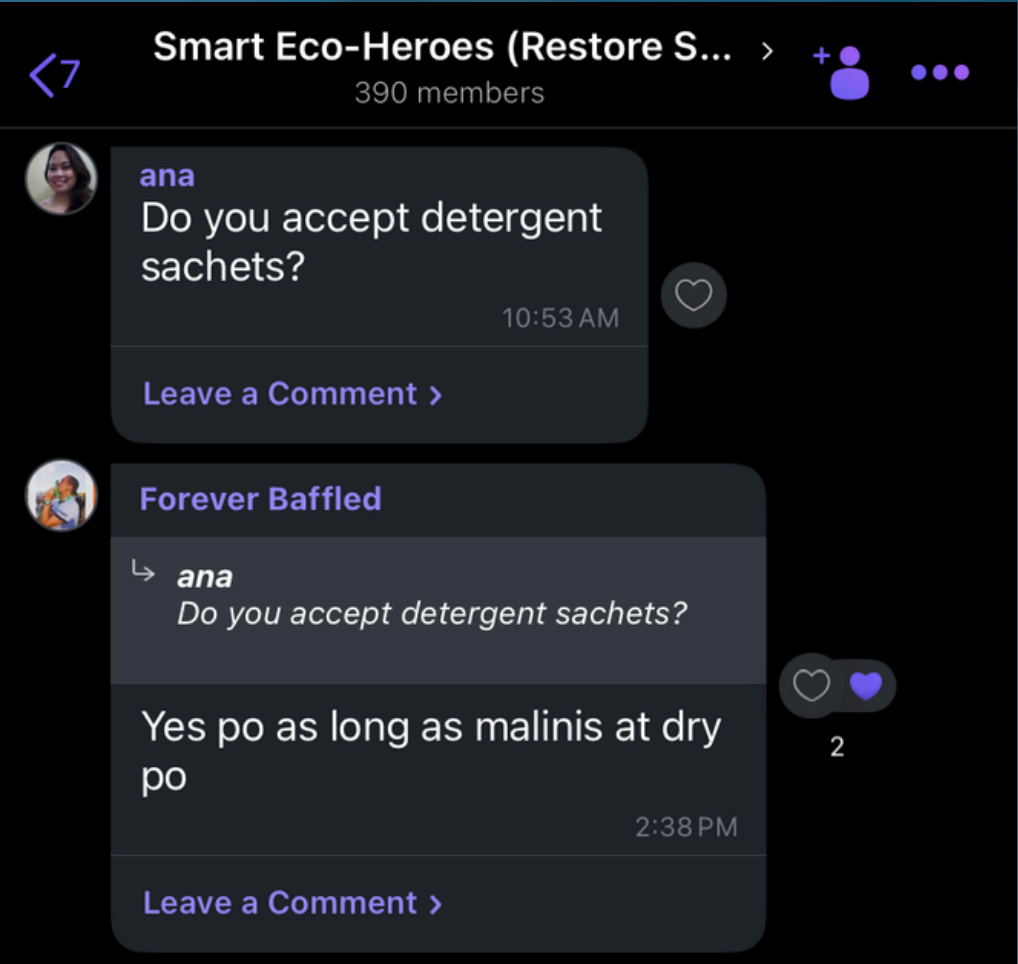 7
Smart Eco-Heroes (Restore S... >
390 members
ana
Do you accept detergent
sachets?
10:53 AM
Leave a Comment >
Forever Baffled
ana
Do you accept detergent sachets?
Yes po as long as malinis at dry
po
2
2:38 PM
Leave a Comment >